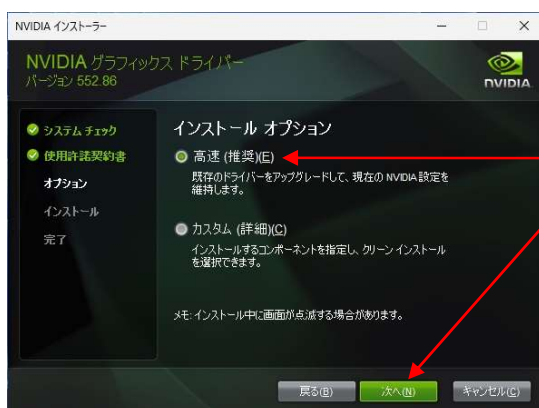 NVIDIA インストーラー
NVIDIA グラフィックス ドライバー
バージョン 552.86
NVIDIA
システム チェック
使用許諾契約書
オプション
インストール
完了
インストール オプション
高速 (推奨)(E)
既存のドライバーをアップグレードして、現在の NVIDIA 設定を
維持します。
カスタム (詳細)(C)
インストールするコンポーネントを指定し、クリーン インストール
を選択できます。
メモ: インストール中に画面が点滅する場合があります。
戻る(B)
次へ(N)
キャンセル(C)